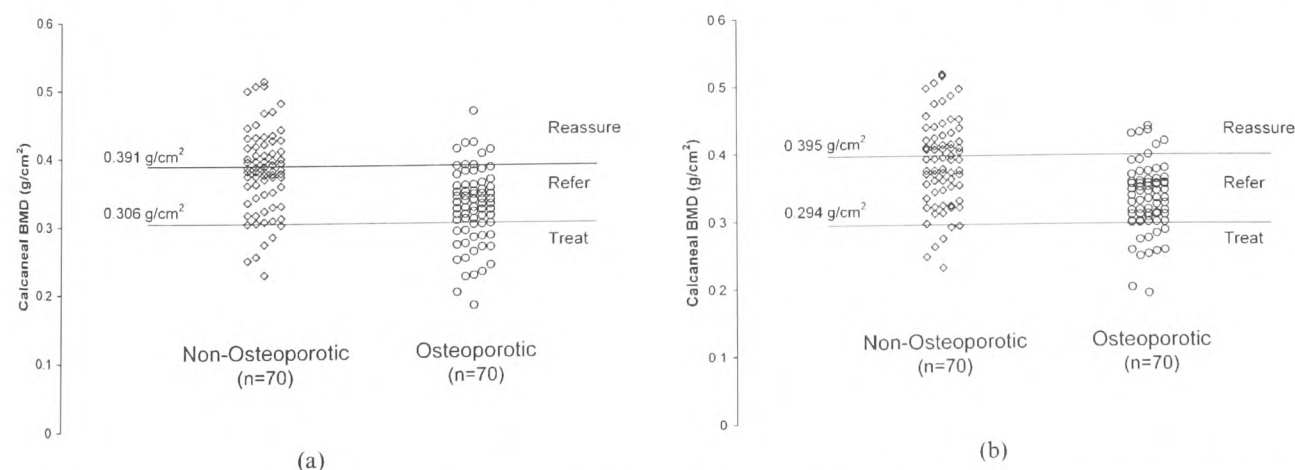 0.6
0.5
0.4
0.3
0.2
0.1
0
Calcaneal BMD (g/cm²)
0.391 g/cm²
0.306 g/cm²
Reassure
Refer
Treat
Non-Osteoporotic
(n=70)
Osteoporotic
(n=70)
(a)
0.6
0.5
0.4
0.3
0.2
0 1
0
Calcaneal BMD (g/cm²)
0.395 g/cm²
0.294 g/cm²
Reassure
Refer
Treat
Non-Osteoporotic
(n=70)
Osteoporotic
(n=70)
(b)